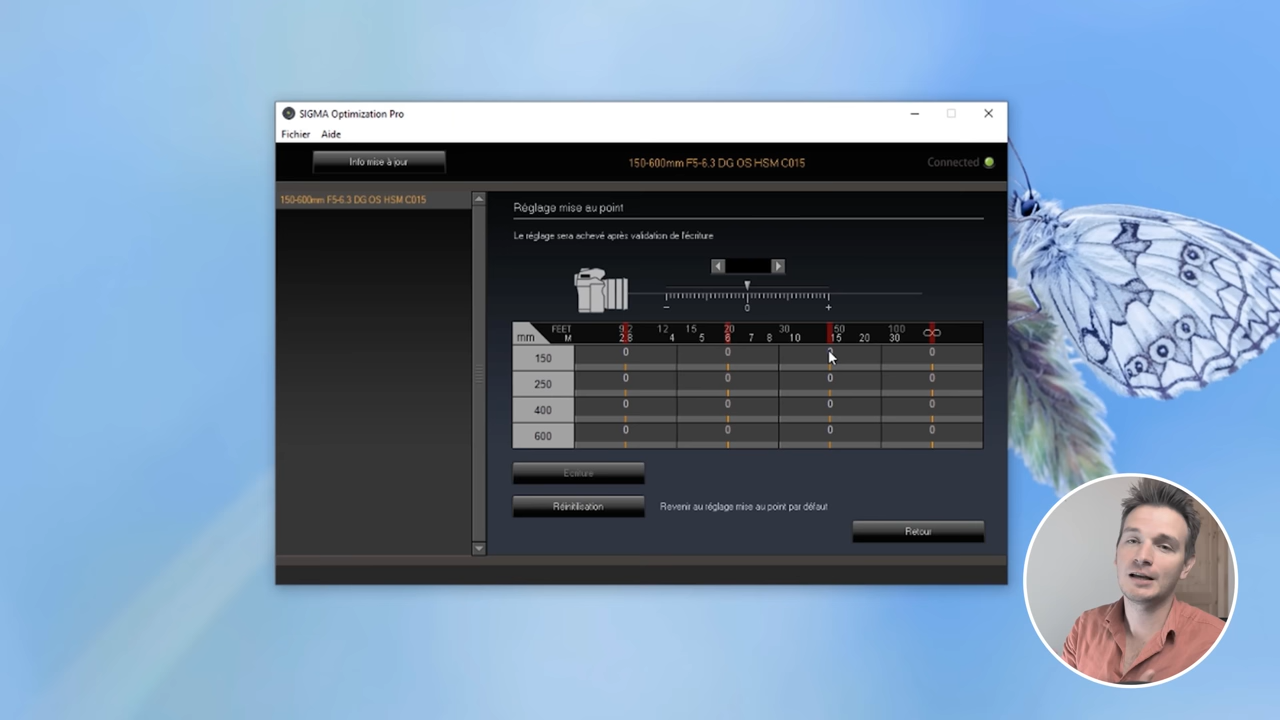 SIGMA Optimization Pro
Fichier Aide
Info mise à jour
150-600mm F5-6.3 DG OS HSM C015
Connected
150-600mm F5-6.3 DG OS HSM C015
Réglage mise au point
Le réglage sera achevé après validation de l'écriture
− 0 +
FEET 9.2 12 15 20 30 50 100 ∞
mm M 2.8 4 5 6 7 8 10 15 20 30
150 0 0 0
250 0 0 0 0
400 0 0 0 0
600 0 0 0 0
Ecriture
Réinitilisation Revenir au réglage mise au point par défaut
Retour